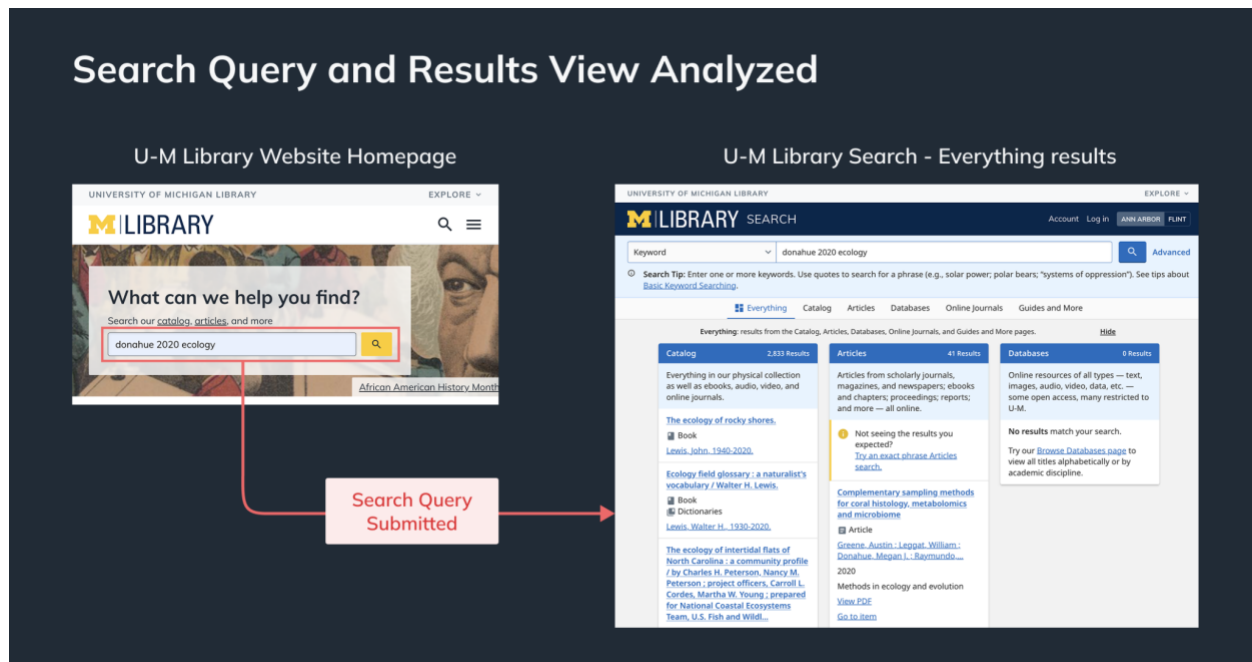 Search Query and Results View Analyzed
U-M Library Website Homepage
UNIVERSITY OF MICHIGAN LIBRARY
EXPLORE
M LIBRARY
What can we help you find?
Search our catalog, articles, and more
donahue 2020 ecology
African American History Month
Search Query
Submitted
U-M Library Search - Everything results
UNIVERSITY OF MICHIGAN LIBRARY
EXPLORE
M LIBRARY SEARCH
Account Log in ANN ARBOR FLINT
Keyword
donahue 2020 ecology
Advanced
Search Tip: Enter one or more keywords. Use quotes to search for a phrase (e.g., solar power; polar bears; "systems of oppression"). See tips about
Basic Keyword Searching.
Everything Catalog Articles Databases Online Journals Guides and More
Everything: results from the Catalog, Articles, Databases, Online Journals, and Guides and More pages.
Hide
Catalog 2,833 Results
Everything in our physical collection
as well as ebooks, audio, video, and
online journals.
The ecology of rocky shores.
Book
Lewis, John, 1940-2020.
Ecology field glossary : a naturalist's
vocabulary / Walter H. Lewis.
Book
Dictionaries
Lewis, Walter H., 1930-2020.
The ecology of intertidal flats of
North Carolina : a community profile
/ by Charles H. Peterson, Nancy M.
Peterson ; project officers, Carroll L.
Cordes, Martha W. Young ; prepared
for National Coastal Ecosystems
Team, U.S. Fish and Wildl...
Articles 41 Results
Articles from scholarly journals,
magazines, and newspapers; ebooks
and chapters; proceedings; reports;
and more — all online.
Not seeing the results you
expected?
Try an exact phrase Articles
search.
Complementary sampling methods
for coral histology, metabolomics
and microbiome
Article
Greene, Austin ; Leggat, William ;
Donahue, Megan J. ; Raymundo,...
2020
Methods in ecology and evolution
View PDF
Go to item
Databases 0 Results
Online resources of all types — text,
images, audio, video, data, etc. —
some open access, many restricted to
U-M.
No results match your search.
Try our Browse Databases page to
view all titles alphabetically or by
academic discipline.